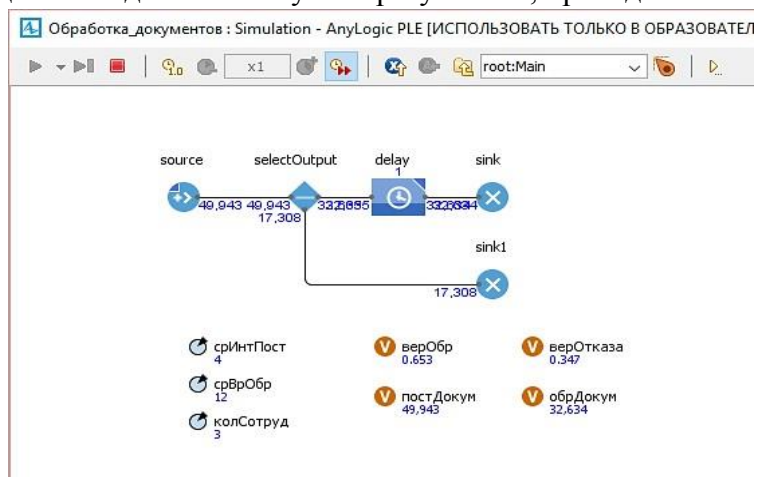 Обработка_документов : Simulation - AnyLogic PLE [ИСПОЛЬЗОВАТЬ ТОЛЬКО В ОБРАЗОВАТЕЛ
1.0 x1 root:Main
source selectOutput delay sink
1
49,943 49,943
17,308
sink1
17,308
срИнтПост верОбр верОтказа
4 0.653 0.347
срВрОбр постДокум обрДокум
12 49,943 32,634
колСотруд
3